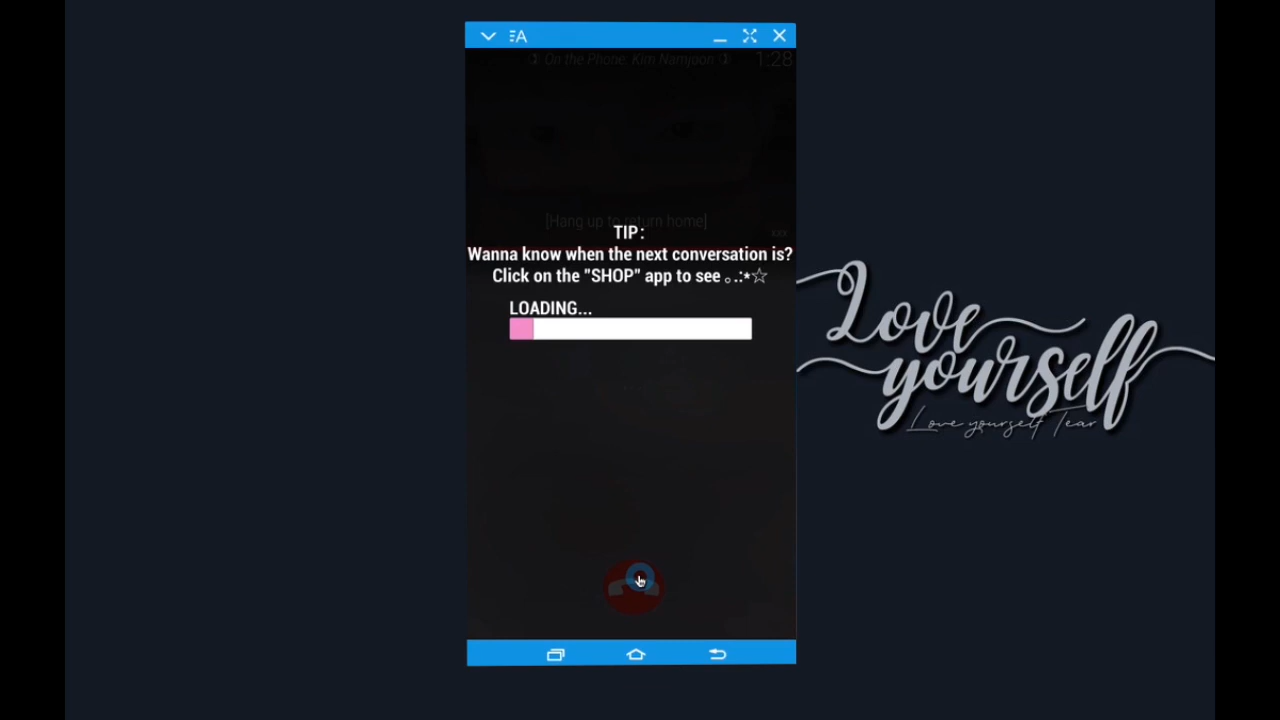 On the Phone: Kim Namjoon
1:28
[Hang up to return home]
xxx
TIP:
Wanna know when the next conversation is?
Click on the "SHOP" app to see 。.:⋆☆
LOADING...
Love
yourself
Love yourself Tear